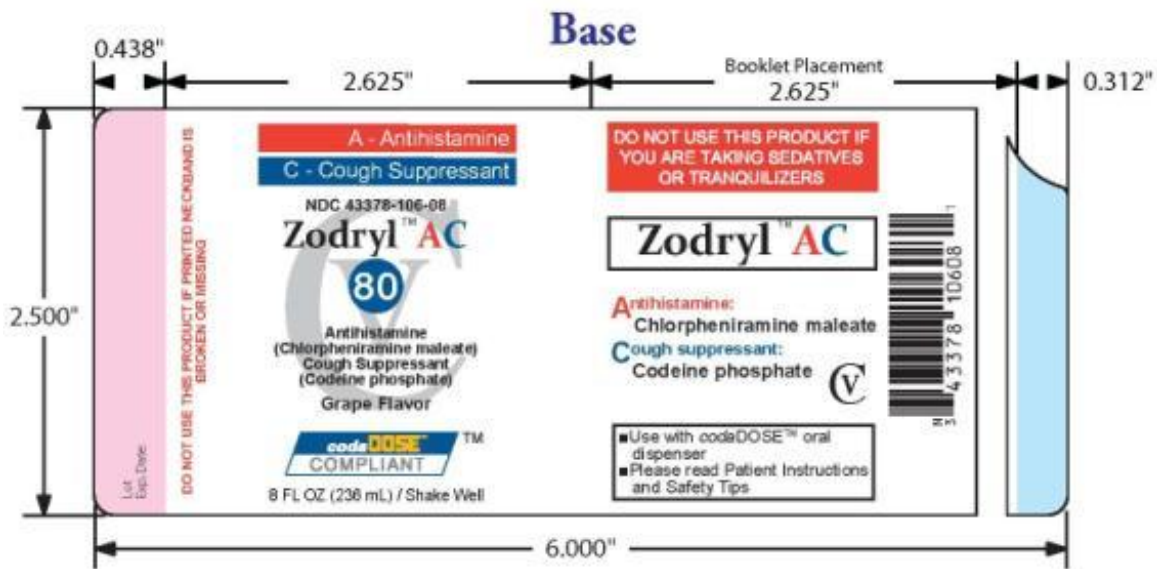 Base
0.438"
2.625"
Booklet Placement
2.625"
0.312"
2.500"
Lot
Exp. Date
DO NOT USE THIS PRODUCT IF PRINTED NECKBAND IS
BROKEN OR MISSING
A - Antihistamine
C - Cough Suppressant
NDC 43378-106-08
Zodryl™ AC
80
CV
Antihistamine
(Chlorpheniramine maleate)
Cough Suppressant
(Codeine phosphate)
Grape Flavor
codaDOSE™ TM
COMPLIANT
8 FL OZ (236 mL) / Shake Well
DO NOT USE THIS PRODUCT IF
YOU ARE TAKING SEDATIVES
OR TRANQUILIZERS
Zodryl™ AC
Antihistamine:
Chlorpheniramine maleate
Cough suppressant:
Codeine phosphate
CV
■Use with codaDOSE™ oral
dispenser
■Please read Patient Instructions
and Safety Tips
N
3 43378 10608 1
6.000"